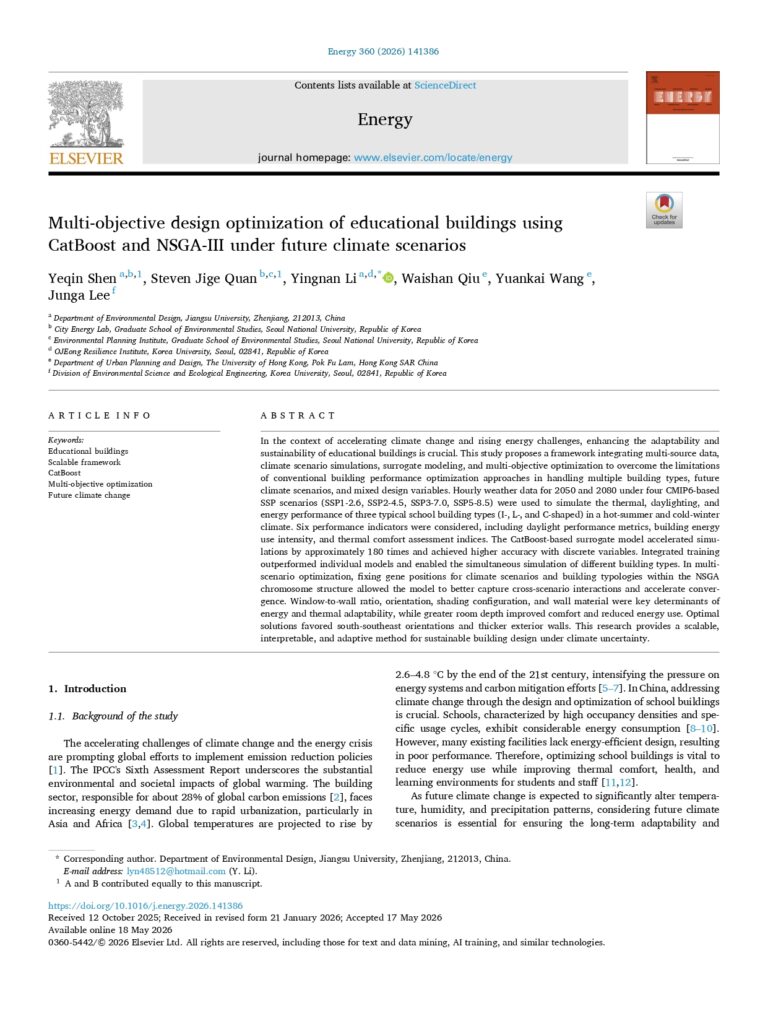 Energy 360 (2026) 141386
Contents lists available at ScienceDirect
Energy
journal homepage: www.elsevier.com/locate/energy
ELSEVIER
ENERGY
Check for
updates
Multi-objective design optimization of educational buildings using
CatBoost and NSGA-III under future climate scenarios
Yeqin Shen a,b,1, Steven Jige Quan b,c,1, Yingnan Li a,d,*, Waishan Qiu e, Yuankai Wang e,
Junga Lee f
a Department of Environmental Design, Jiangsu University, Zhenjiang, 212013, China
b City Energy Lab, Graduate School of Environmental Studies, Seoul National University, Republic of Korea
c Environmental Planning Institute, Graduate School of Environmental Studies, Seoul National University, Republic of Korea
d OJEong Resilience Institute, Korea University, Seoul, 02841, Republic of Korea
e Department of Urban Planning and Design, The University of Hong Kong, Pok Fu Lam, Hong Kong SAR China
f Division of Environmental Science and Ecological Engineering, Korea University, Seoul, 02841, Republic of Korea
ARTICLE INFO
Keywords:
Educational buildings
Scalable framework
CatBoost
Multi-objective optimization
Future climate change
ABSTRACT
In the context of accelerating climate change and rising energy challenges, enhancing the adaptability and
sustainability of educational buildings is crucial. This study proposes a framework integrating multi-source data,
climate scenario simulations, surrogate modeling, and multi-objective optimization to overcome the limitations
of conventional building performance optimization approaches in handling multiple building types, future
climate scenarios, and mixed design variables. Hourly weather data for 2050 and 2080 under four CMIP6-based
SSP scenarios (SSP1-2.6, SSP2-4.5, SSP3-7.0, SSP5-8.5) were used to simulate the thermal, daylighting, and
energy performance of three typical school building types (I-, L-, and C-shaped) in a hot-summer and cold-winter
climate. Six performance indicators were considered, including daylight performance metrics, building energy
use intensity, and thermal comfort assessment indices. The CatBoost-based surrogate model accelerated simu-
lations by approximately 180 times and achieved higher accuracy with discrete variables. Integrated training
outperformed individual models and enabled the simultaneous simulation of different building types. In multi-
scenario optimization, fixing gene positions for climate scenarios and building typologies within the NSGA
chromosome structure allowed the model to better capture cross-scenario interactions and accelerate conver-
gence. Window-to-wall ratio, orientation, shading configuration, and wall material were key determinants of
energy and thermal adaptability, while greater room depth improved comfort and reduced energy use. Optimal
solutions favored south-southeast orientations and thicker exterior walls. This research provides a scalable,
interpretable, and adaptive method for sustainable building design under climate uncertainty.
1. Introduction
1.1. Background of the study
The accelerating challenges of climate change and the energy crisis
are prompting global efforts to implement emission reduction policies
[1]. The IPCC's Sixth Assessment Report underscores the substantial
environmental and societal impacts of global warming. The building
sector, responsible for about 28% of global carbon emissions [2], faces
increasing energy demand due to rapid urbanization, particularly in
Asia and Africa [3,4]. Global temperatures are projected to rise by
2.6–4.8 °C by the end of the 21st century, intensifying the pressure on
energy systems and carbon mitigation efforts [5–7]. In China, addressing
climate change through the design and optimization of school buildings
is crucial. Schools, characterized by high occupancy densities and spe-
cific usage cycles, exhibit considerable energy consumption [8–10].
However, many existing facilities lack energy-efficient design, resulting
in poor performance. Therefore, optimizing school buildings is vital to
reduce energy use while improving thermal comfort, health, and
learning environments for students and staff [11,12].
As future climate change is expected to significantly alter tempera-
ture, humidity, and precipitation patterns, considering future climate
scenarios is essential for ensuring the long-term adaptability and
* Corresponding author. Department of Environmental Design, Jiangsu University, Zhenjiang, 212013, China.
E-mail address: lyn48512@hotmail.com (Y. Li).
1 A and B contributed equally to this manuscript.
https://doi.org/10.1016/j.energy.2026.141386
Received 12 October 2025; Received in revised form 21 January 2026; Accepted 17 May 2026
Available online 18 May 2026
0360-5442/© 2026 Elsevier Ltd. All rights are reserved, including those for text and data mining, AI training, and similar technologies.